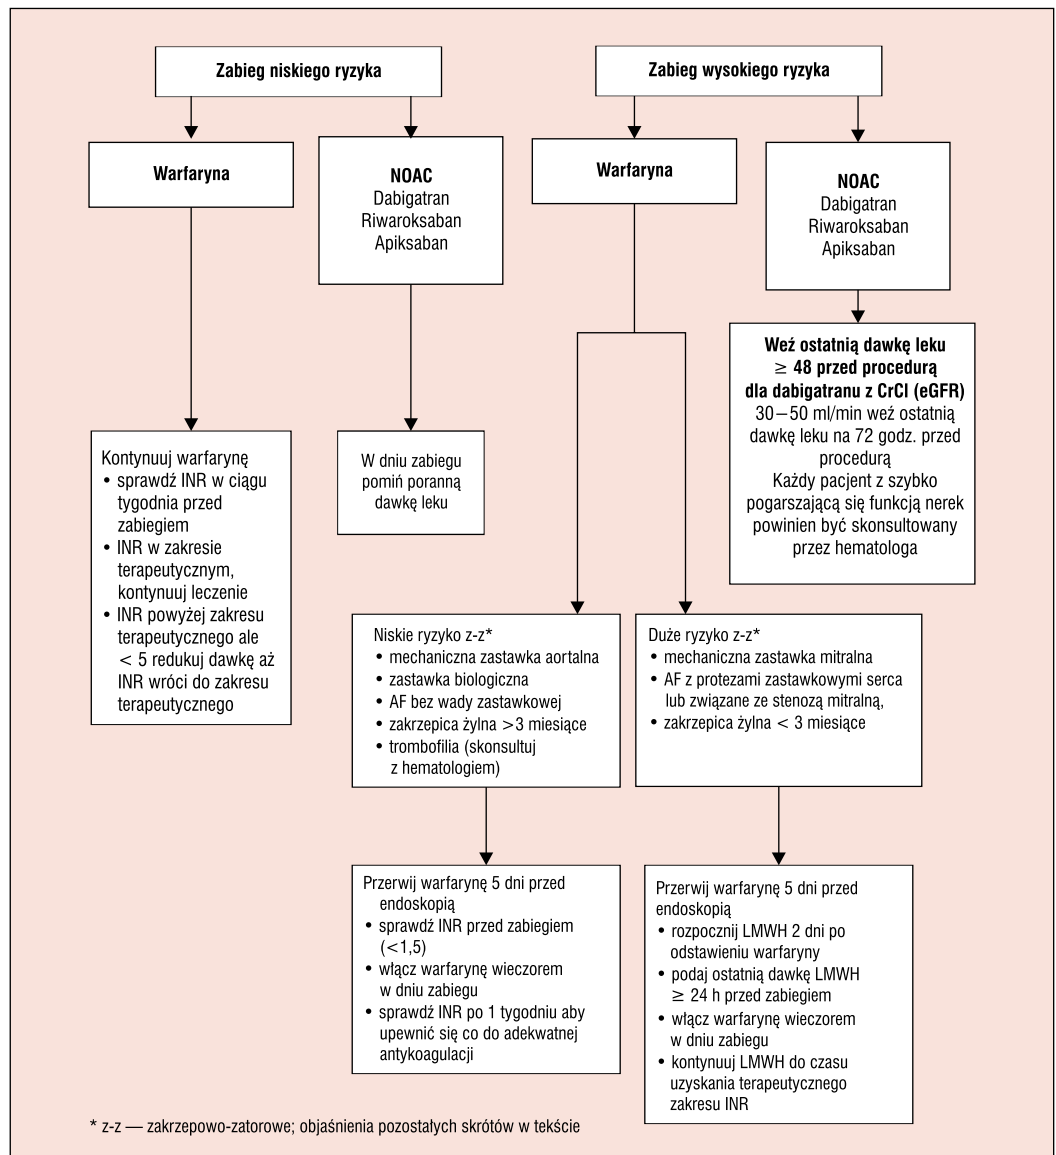 Zabieg niskiego ryzyka
Warfaryna
NOAC
Dabigatran
Riwaroksaban
Apiksaban
Kontynuuj warfarynę
• sprawdź INR w ciągu
tygodnia przed
zabiegiem
• INR w zakresie
terapeutycznym,
kontynuuj leczenie
• INR powyżej zakresu
terapeutycznego ale
< 5 redukuj dawkę aż
INR wróci do zakresu
terapeutycznego
W dniu zabiegu
pomiń poranną
dawkę leku
Zabieg wysokiego ryzyka
Warfaryna
NOAC
Dabigatran
Riwaroksaban
Apiksaban
Weź ostatnią dawkę leku
≥ 48 przed procedurą
dla dabigatranu z CrCl (eGFR)
30–50 ml/min weź ostatnią
dawkę leku na 72 godz. przed
procedurą
Każdy pacjent z szybko
pogarszającą się funkcją nerek
powinien być skonsultowany
przez hematologa
Niskie ryzyko z-z*
• mechaniczna zastawka aortalna
• zastawka biologiczna
• AF bez wady zastawkowej
• zakrzepica żylna >3 miesiące
• trombofilia (skonsultuj
z hematologiem)
Duże ryzyko z-z*
• mechaniczna zastawka mitralna
• AF z protezami zastawkowymi serca
lub związane ze stenozą mitralną,
• zakrzepica żylna < 3 miesiące
Przerwij warfarynę 5 dni przed
endoskopią
• sprawdź INR przed zabiegiem
(<1,5)
• włącz warfarynę wieczorem
w dniu zabiegu
• sprawdź INR po 1 tygodniu aby
upewnić się co do adekwatnej
antykoagulacji
Przerwij warfarynę 5 dni przed
endoskopią
• rozpocznij LMWH 2 dni po
odstawieniu warfaryny
• podaj ostatnią dawkę LMWH
≥ 24 h przed zabiegiem
• włącz warfarynę wieczorem
w dniu zabiegu
• kontynuuj LMWH do czasu
uzyskania terapeutycznego
zakresu INR
* z-z — zakrzepowo-zatorowe; objaśnienia pozostałych skrótów w tekście